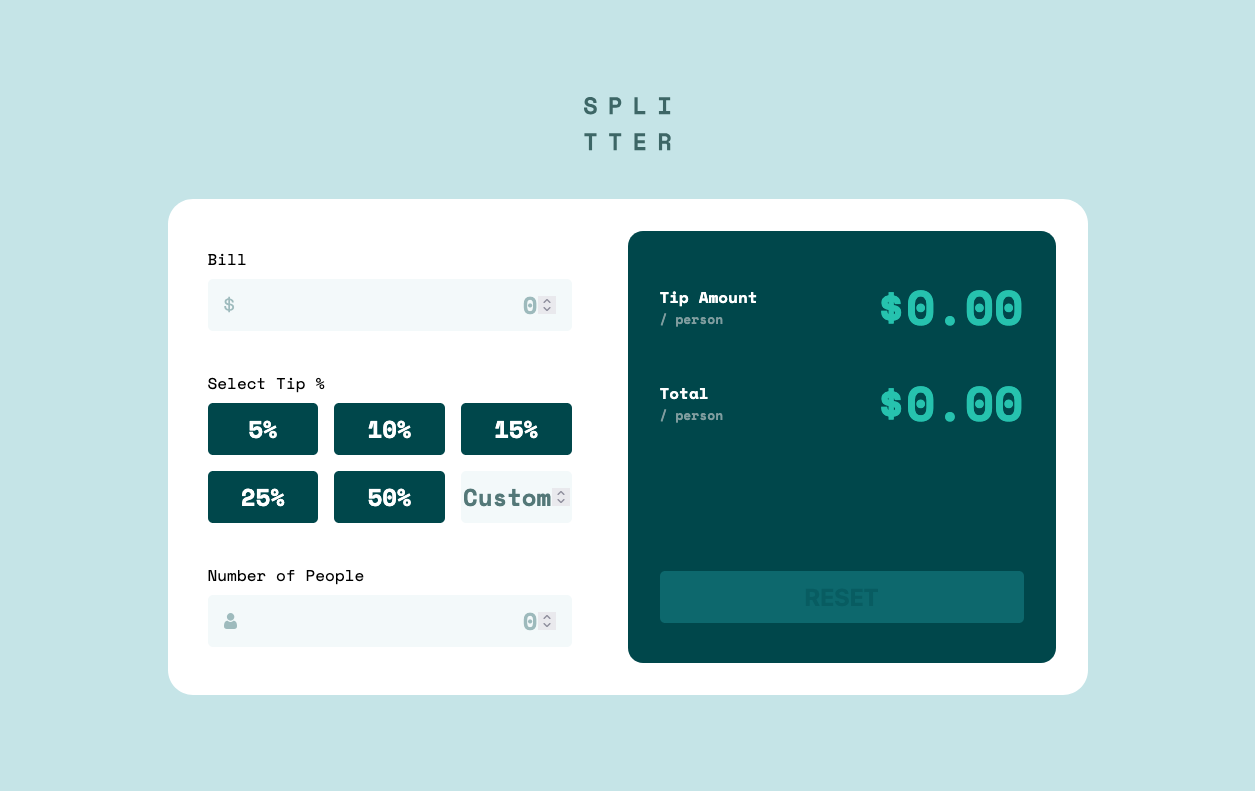 SPLI
TTER
Bill
$ 0
Select Tip %
5% 10% 15%
25% 50% Custom
Number of People
0
Tip Amount
/ person
$0.00
Total
/ person
$0.00
RESET